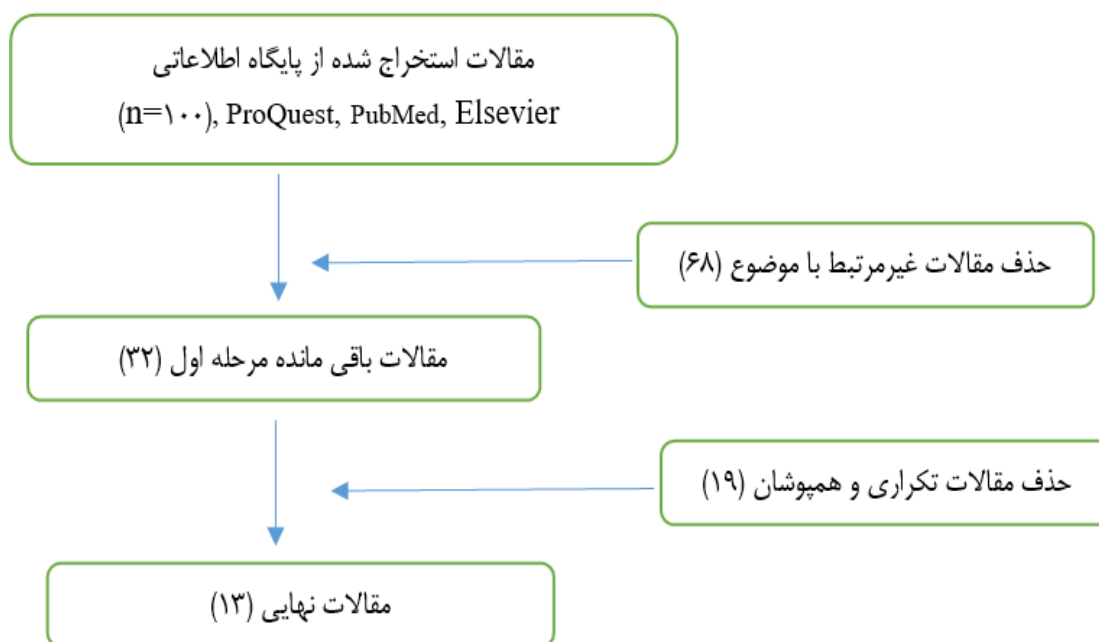 مقالات استخراج شده از پایگاه اطلاعاتی
(n=۱۰۰), ProQuest, PubMed, Elsevier
حذف مقالات غیرمرتبط با موضوع (۶۸)
مقالات باقی مانده مرحله اول (۳۲)
حذف مقالات تکراری و همپوشان (۱۹)
مقالات نهایی (۱۳)